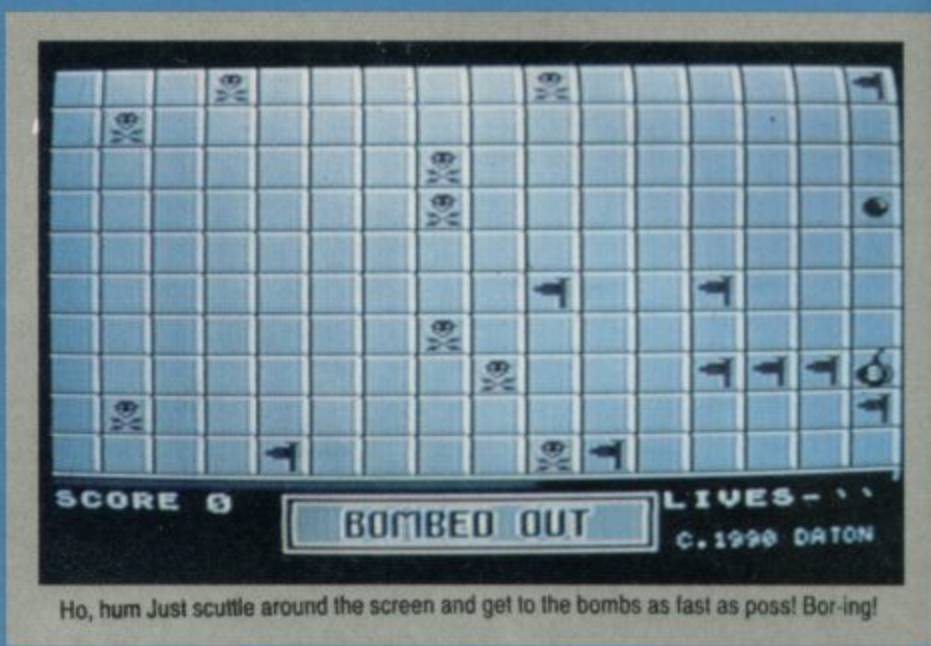 SCORE 0
BOMBED OUT
LIVES-
C.1990 DATON
Ho, hum Just scuttle around the screen and get to the bombs as fast as poss! Bor-ing!